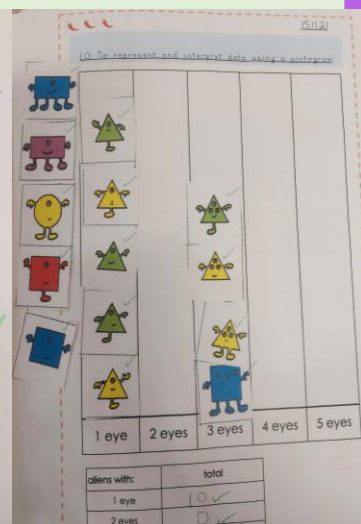 15.11.21
LO: To represent and interpret data using a pictogram
1 eye 2 eyes 3 eyes 4 eyes 5 eyes
aliens with: total
1 eye 10
2 eyes 0